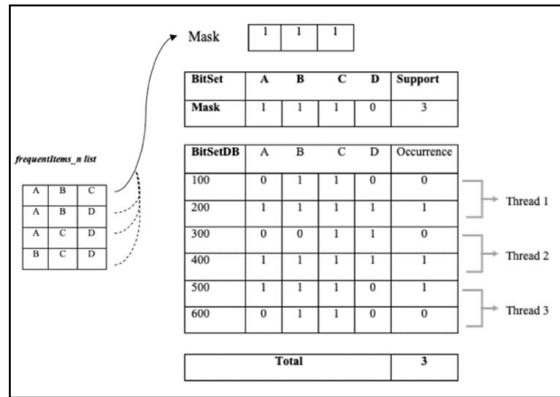 Mask 1 1 1
BitSet A B C D Support
Mask 1 1 1 0 3
frequentItems_n list
A B C
A B D
A C D
B C D
BitSetDB A B C D Occurrence
100 0 1 1 0 0
200 1 1 1 1 1
300 0 0 1 1 0
400 1 1 1 1 1
500 1 1 1 0 1
600 0 1 1 0 0
Thread 1
Thread 2
Thread 3
Total 3